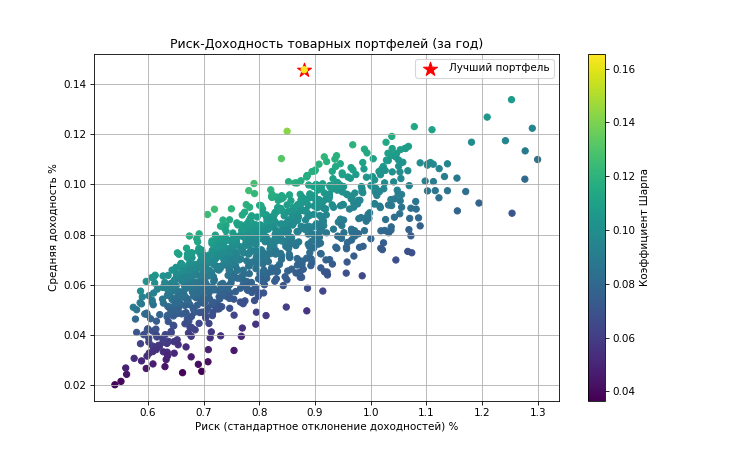 Риск-Доходность товарных портфелей (за год)
Лучший портфель
Средняя доходность %
0.14
0.12
0.10
0.08
0.06
0.04
0.02
0.6 0.7 0.8 0.9 1.0 1.1 1.2 1.3
Риск (стандартное отклонение доходностей) %
0.16
0.14
0.12
0.10
0.08
0.06
0.04
Коэффициент Шарпа